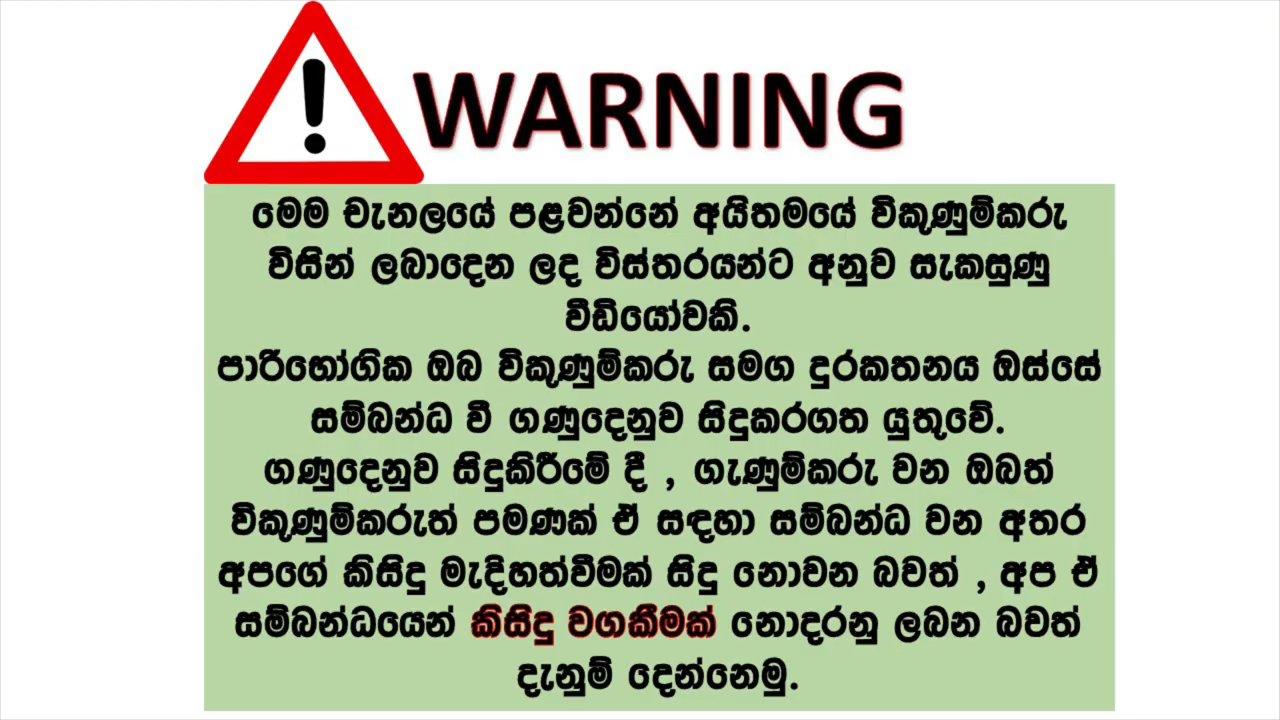 WARNING
මෙම චැනලයේ පළවන්නේ අයිතමයේ විකුණුම්කරු
විසින් ලබාදෙන ලද විස්තරයන්ට අනුව සැකසුණු
වීඩියෝවකි.
පාරිභෝගික ඔබ විකුණුම්කරු සමග දුරකතනය ඔස්සේ
සම්බන්ධ වී ගණුදෙනුව සිදුකරගත යුතුවේ.
ගණුදෙනුව සිදුකිරීමේ දී , ගැණුම්කරු වන ඔබත්
විකුණුම්කරුත් පමණක් ඒ සඳහා සම්බන්ධ වන අතර
අපගේ කිසිදු මැදිහත්වීමක් සිදු නොවන බවත් , අප ඒ
සම්බන්ධයෙන් කිසිදු වගකීමක් නොදරනු ලබන බවත්
දැනුම් දෙන්නෙමු.